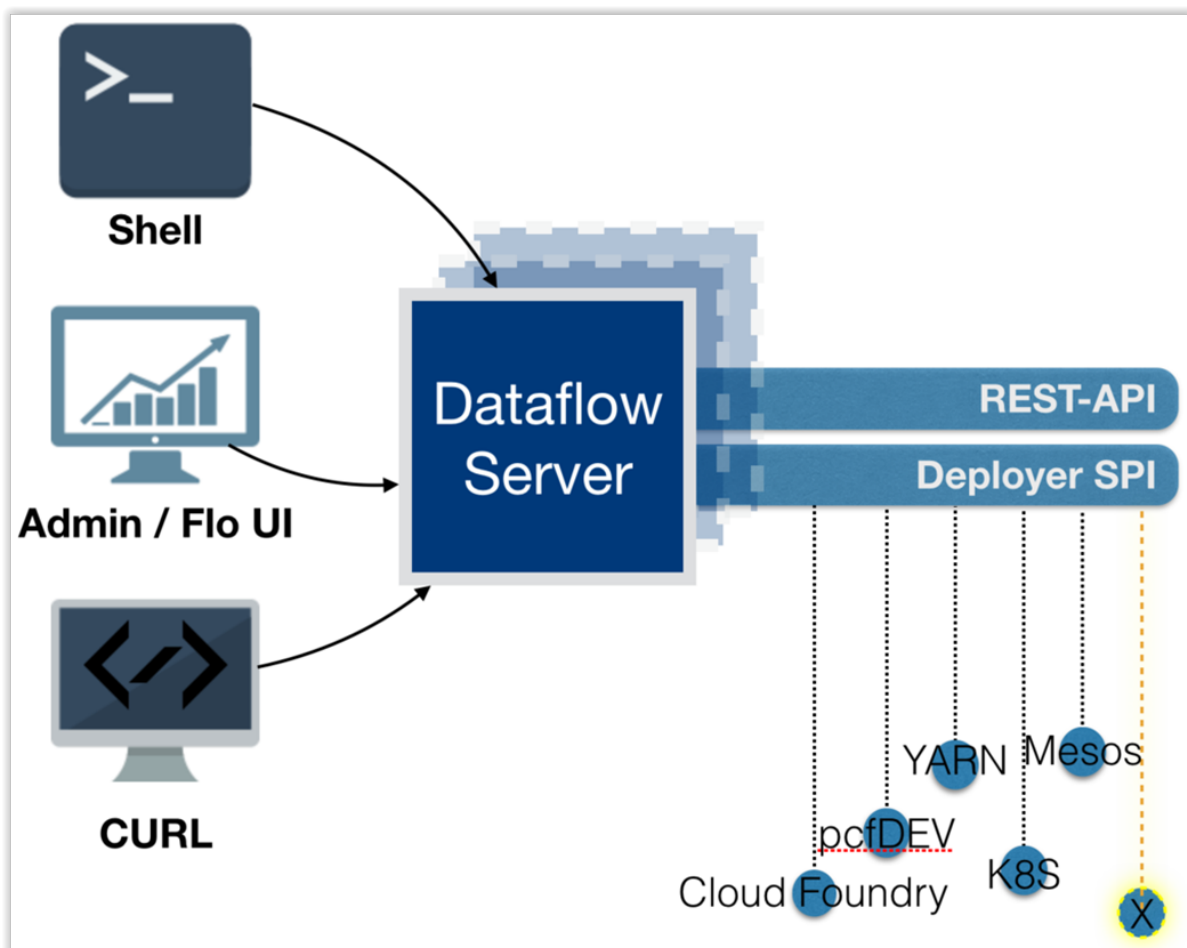 >_
Shell
Admin / Flo UI
</>
CURL
Dataflow
Server
REST-API
Deployer SPI
YARN
Mesos
pcfDEV
K8S
Cloud Foundry
X